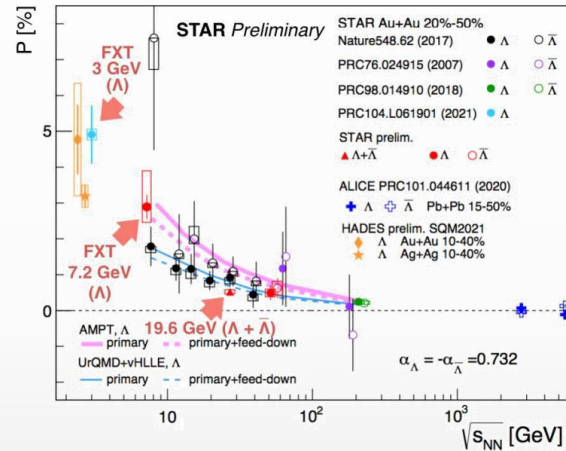 P [%]
STAR Preliminary
STAR Au+Au 20%-50%
Nature548.62 (2017) Λ Λ̅
PRC76.024915 (2007) Λ Λ̅
PRC98.014910 (2018) Λ Λ̅
PRC104.L061901 (2021) Λ
STAR prelim.
Λ+Λ̅ Λ Λ̅
ALICE PRC101.044611 (2020)
Λ Λ̅ Pb+Pb 15-50%
HADES prelim. SQM2021
Λ Au+Au 10-40%
Λ Ag+Ag 10-40%
FXT
3 GeV
(Λ)
5
FXT
7.2 GeV
(Λ)
19.6 GeV (Λ + Λ̅)
0
AMPT, Λ
primary primary+feed-down
UrQMD+vHLLE, Λ
primary primary+feed-down
α_Λ = -α_Λ̅ =0.732
10 10² 10³
√s_NN [GeV]